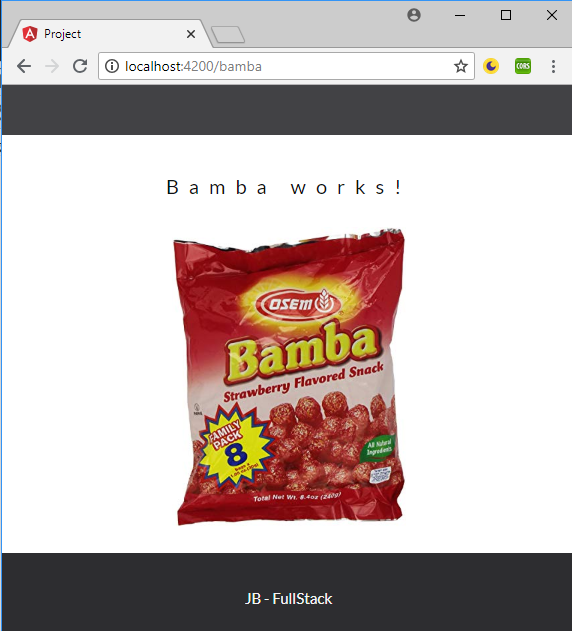 Project
localhost:4200/bamba
CORS
Bamba works!
OSEM
Bamba
Strawberry Flavored Snack
FAMILY
PACK
8
All Natural
Ingredients
Total Net Wt. 8.4oz (240g)
JB - FullStack